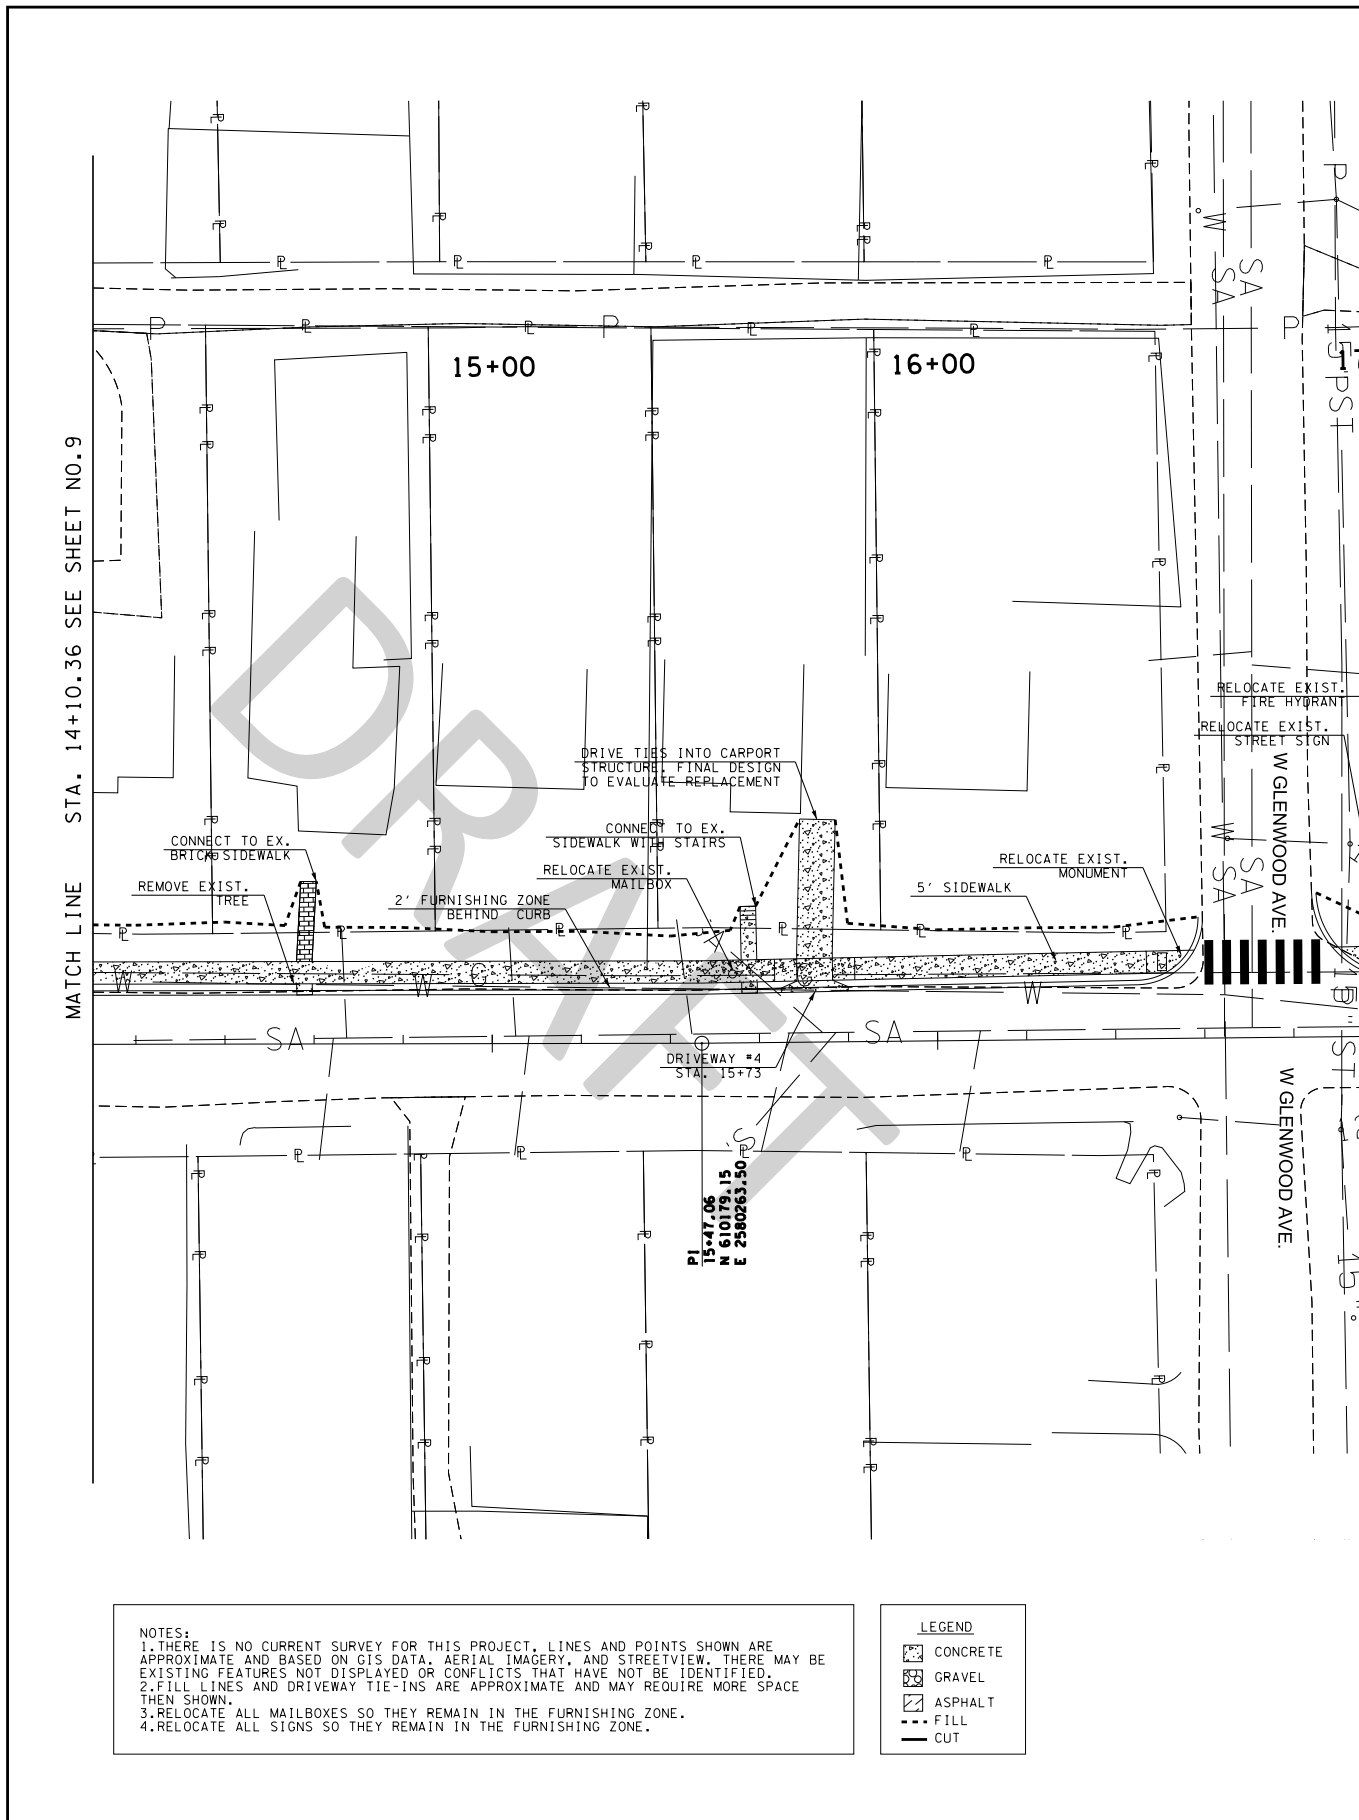 MATCH LINE STA. 14+10.36 SEE SHEET NO.9
15+00
16+00
15"PST
RELOCATE EXIST.
FIRE HYDRANT
RELOCATE EXIST.
STREET SIGN
W GLENWOOD AVE.
DRIVE TIES INTO CARPORT
STRUCTURE. FINAL DESIGN
TO EVALUATE REPLACEMENT
CONNECT TO EX.
BRICK SIDEWALK
CONNECT TO EX.
SIDEWALK WITH STAIRS
RELOCATE EXIST.
MAILBOX
REMOVE EXIST.
TREE
2' FURNISHING ZONE
BEHIND CURB
5' SIDEWALK
RELOCATE EXIST.
MONUMENT
W
G
W
W
SA
SA
DRIVEWAY #4
STA. 15+73
W GLENWOOD AVE.
PI
15+47.06
N 610179.15
E 2580263.50
DRAFT
NOTES:
1.THERE IS NO CURRENT SURVEY FOR THIS PROJECT, LINES AND POINTS SHOWN ARE
APPROXIMATE AND BASED ON GIS DATA, AERIAL IMAGERY, AND STREETVIEW. THERE MAY BE
EXISTING FEATURES NOT DISPLAYED OR CONFLICTS THAT HAVE NOT BE IDENTIFIED.
2.FILL LINES AND DRIVEWAY TIE-INS ARE APPROXIMATE AND MAY REQUIRE MORE SPACE
THEN SHOWN.
3.RELOCATE ALL MAILBOXES SO THEY REMAIN IN THE FURNISHING ZONE.
4.RELOCATE ALL SIGNS SO THEY REMAIN IN THE FURNISHING ZONE.
LEGEND
CONCRETE
GRAVEL
ASPHALT
FILL
CUT